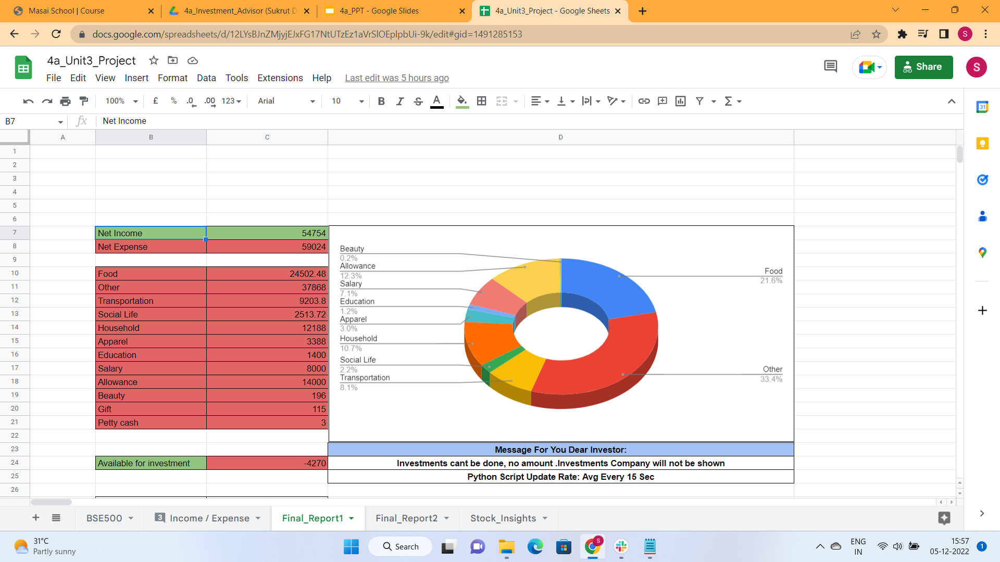 Masai School | Course
4a_Investment_Advisor (Sukrut D
4a_PPT - Google Slides
4a_Unit3_Project - Google Sheets
docs.google.com/spreadsheets/d/12LYsBJnZMjyjEJxFG17NtUTzEz1aVrSlOEplpbUi-9k/edit#gid=1491285153
S
4a_Unit3_Project
File Edit View Insert Format Data Tools Extensions Help Last edit was 5 hours ago
Share
S
100% £ % .0 .00 123 Arial 10 B I S A Σ
31
B7 fx Net Income
A B C D
1
2
3
4
5
6
7 Net Income 54754
8 Net Expense 59024
9
10 Food 24502.48
11 Other 37868
12 Transportation 9203.8
13 Social Life 2513.72
14 Household 12188
15 Apparel 3388
16 Education 1400
17 Salary 8000
18 Allowance 14000
19 Beauty 196
20 Gift 115
21 Petty cash 3
22
23
24 Available for investment -4270
25
26
Beauty
0.2%
Allowance
12.3%
Salary
7.1%
Education
1.2%
Apparel
3.0%
Household
10.7%
Social Life
2.2%
Transportation
8.1%
Food
21.6%
Other
33.4%
Message For You Dear Investor:
Investments cant be done, no amount .Investments Company will not be shown
Python Script Update Rate: Avg Every 15 Sec
BSE500
3 Income / Expense
Final_Report1
Final_Report2
Stock_Insights
31°C
Partly sunny
Search
S
ENG
IN
15:57
05-12-2022
1